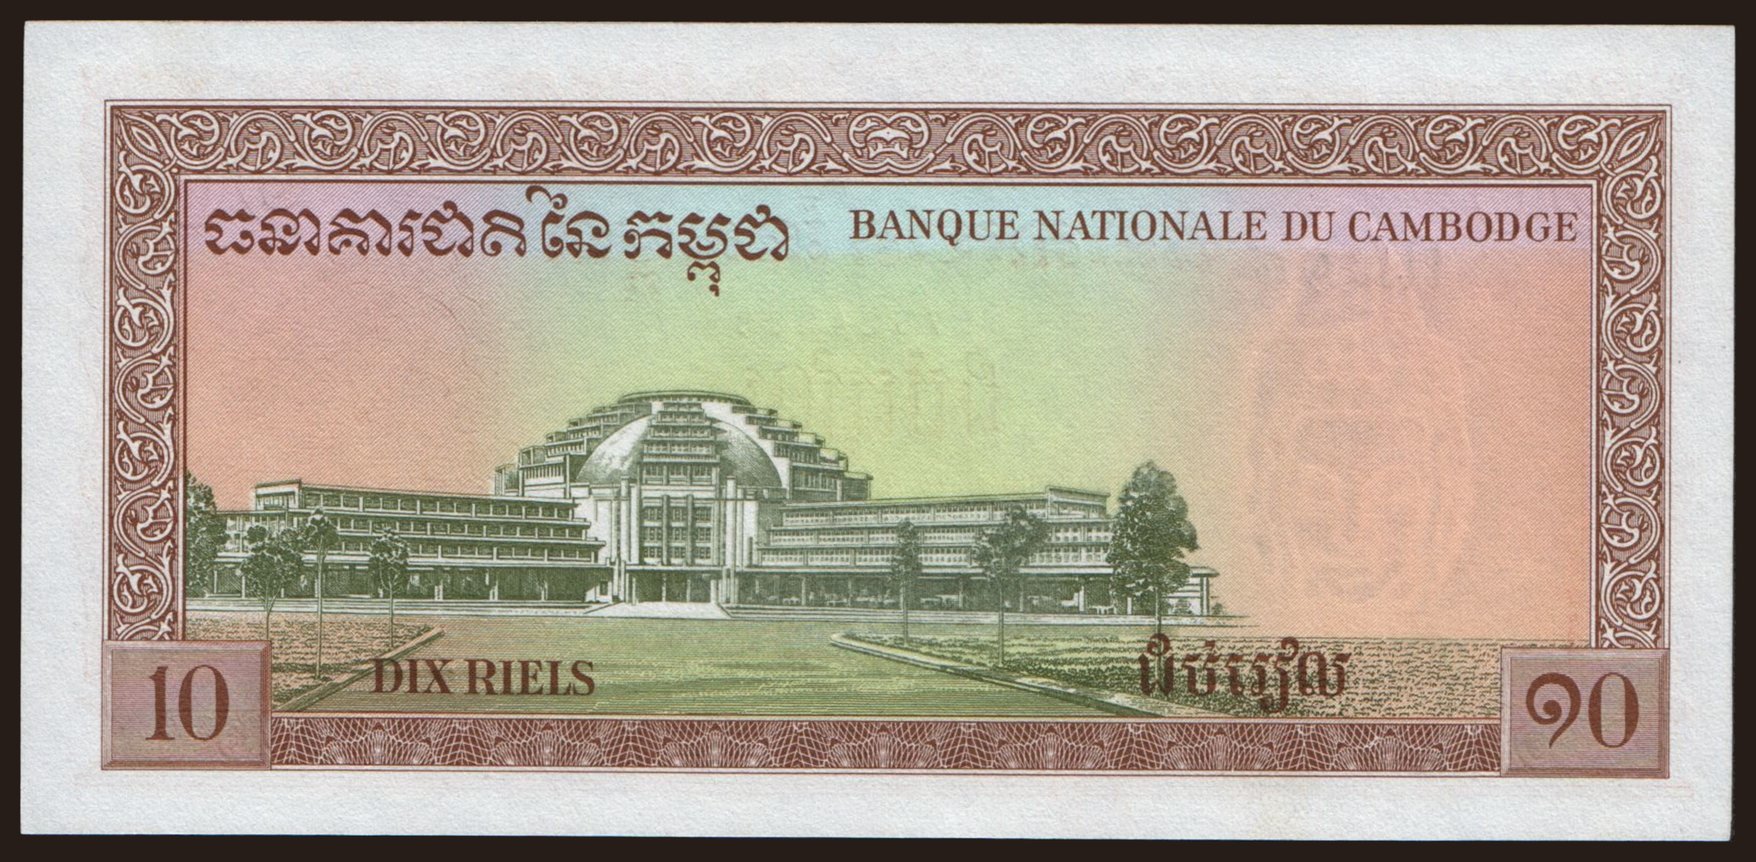 ធនាគារជាតិនៃកម្ពុជា
BANQUE NATIONALE DU CAMBODGE
10
DIX RIELS
ដប់រៀល
១០